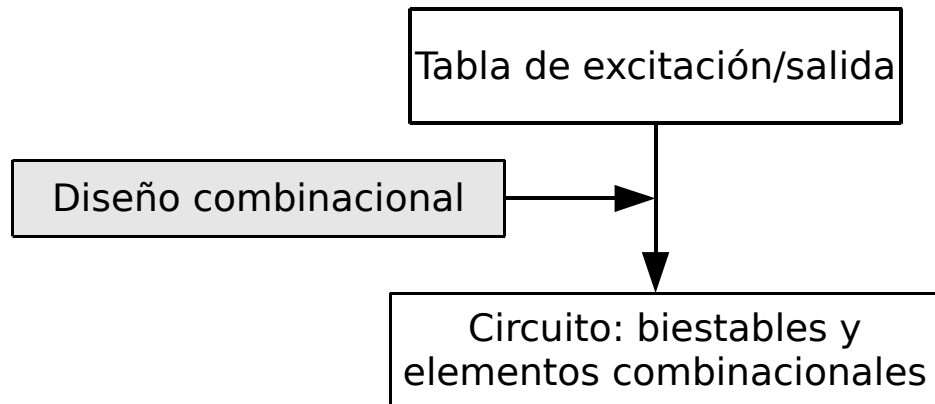 Tabla de excitación/salida
Diseño combinacional
Circuito: biestables y
elementos combinacionales